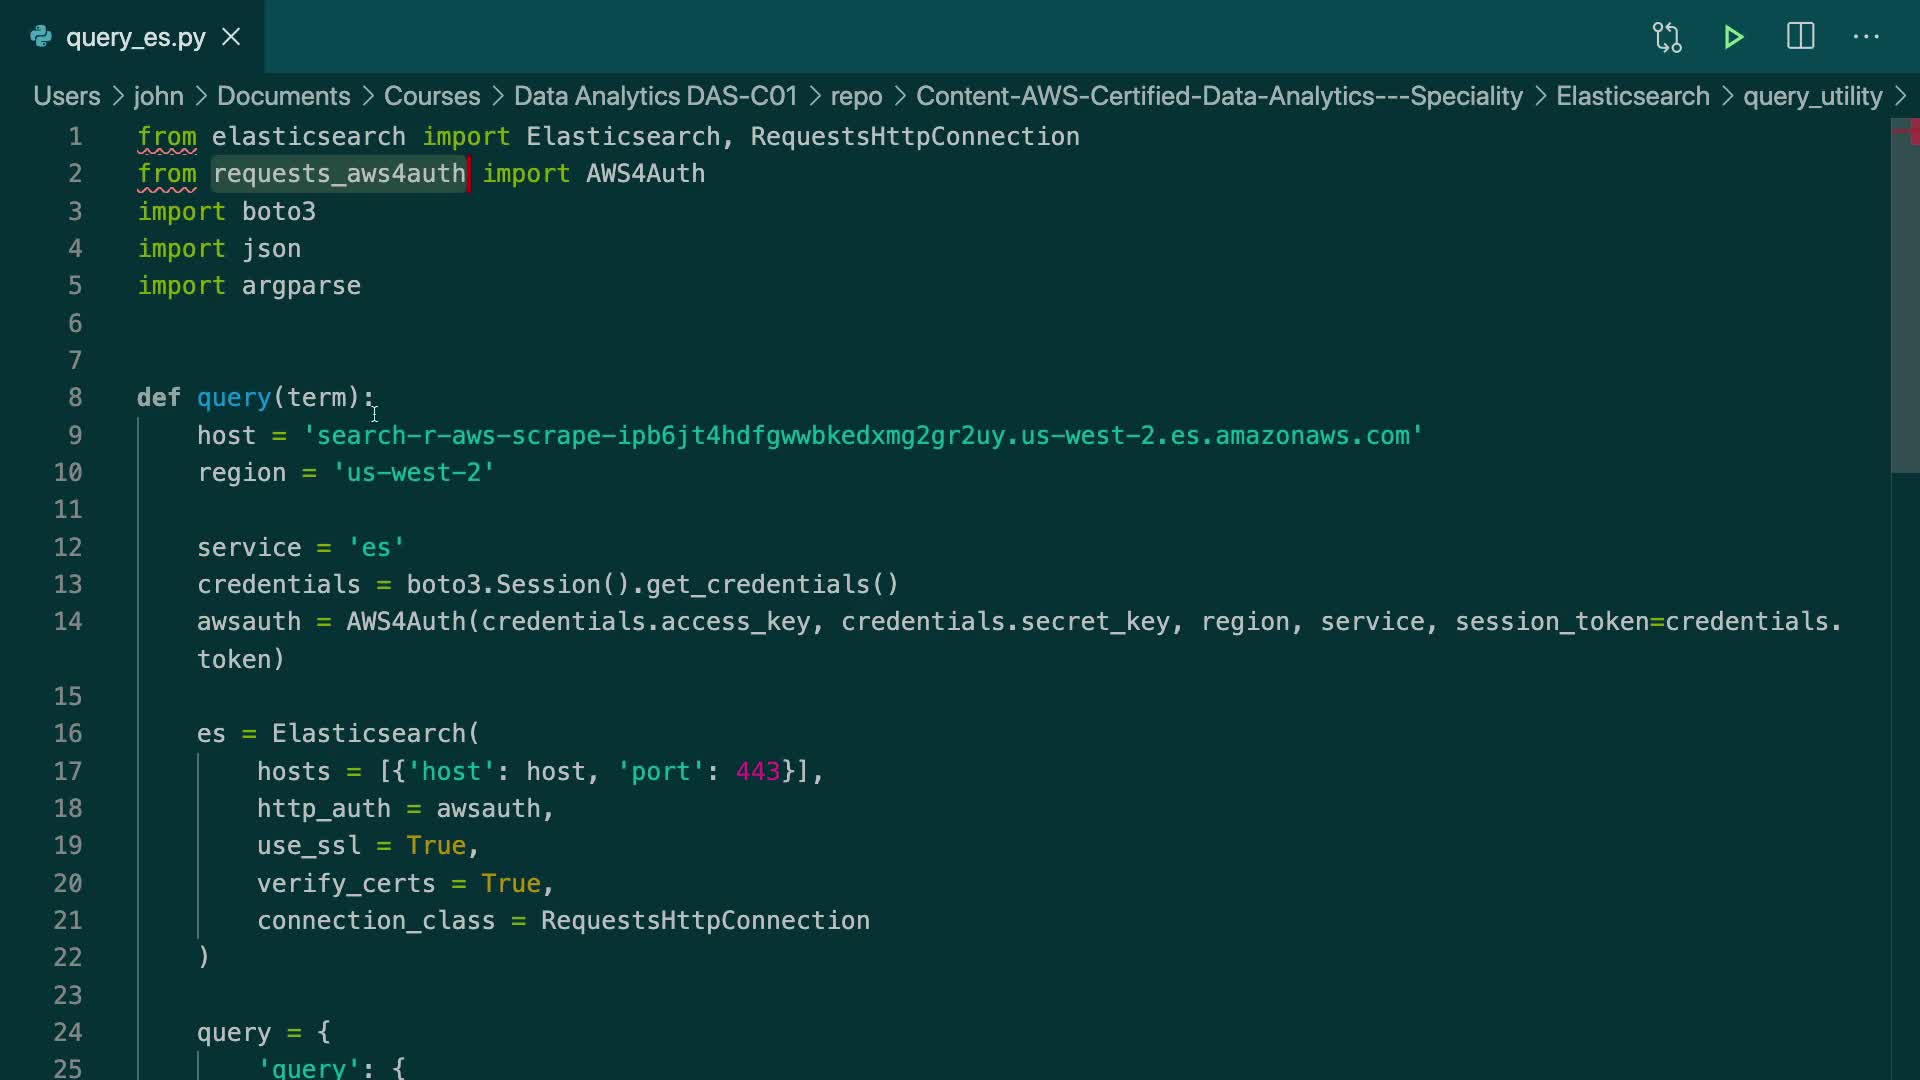 query_es.py
Users > john > Documents > Courses > Data Analytics DAS-C01 > repo > Content-AWS-Certified-Data-Analytics---Speciality > Elasticsearch > query_utility >
1 from elasticsearch import Elasticsearch, RequestsHttpConnection
2 from requests_aws4auth import AWS4Auth
3 import boto3
4 import json
5 import argparse
6
7
8 def query(term):
9 host = 'search-r-aws-scrape-ipb6jt4hdfgwwbkedxmg2gr2uy.us-west-2.es.amazonaws.com'
10 region = 'us-west-2'
11
12 service = 'es'
13 credentials = boto3.Session().get_credentials()
14 awsauth = AWS4Auth(credentials.access_key, credentials.secret_key, region, service, session_token=credentials.
token)
15
16 es = Elasticsearch(
17 hosts = [{'host': host, 'port': 443}],
18 http_auth = awsauth,
19 use_ssl = True,
20 verify_certs = True,
21 connection_class = RequestsHttpConnection
22 )
23
24 query = {
25 'query': {